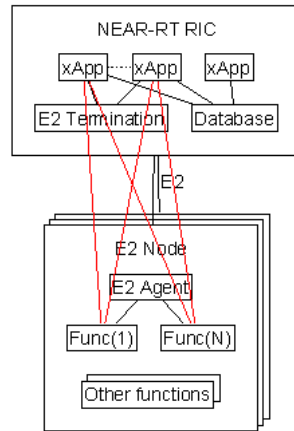 NEAR-RT RIC
xApp xApp xApp
E2 Termination Database
E2
E2 Node
E2 Agent
Func(1) Func(N)
Other functions